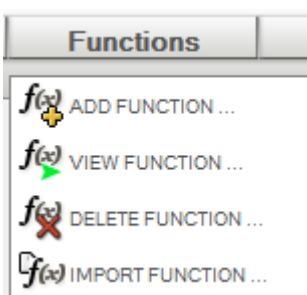 Functions
f(x) ADD FUNCTION ...
f(x) VIEW FUNCTION ...
f(x) DELETE FUNCTION ...
f(x) IMPORT FUNCTION ...